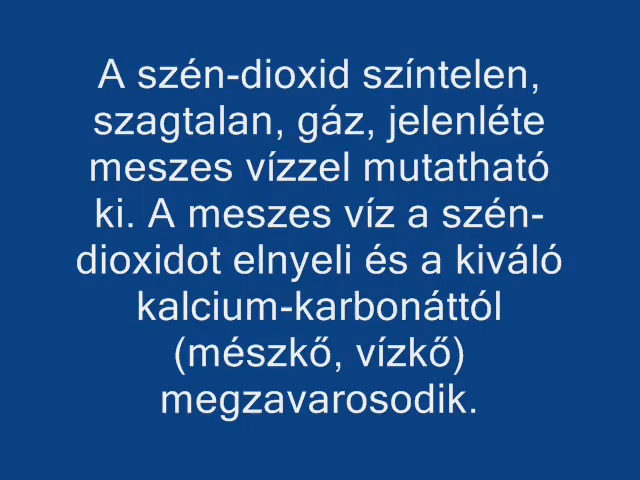 A szén-dioxid színtelen,
szagtalan, gáz, jelenléte
meszes vízzel mutatható
ki. A meszes víz a szén-
dioxidot elnyeli és a kiváló
kalcium-karbonáttól
(mészkő, vízkő)
megzavarosodik.